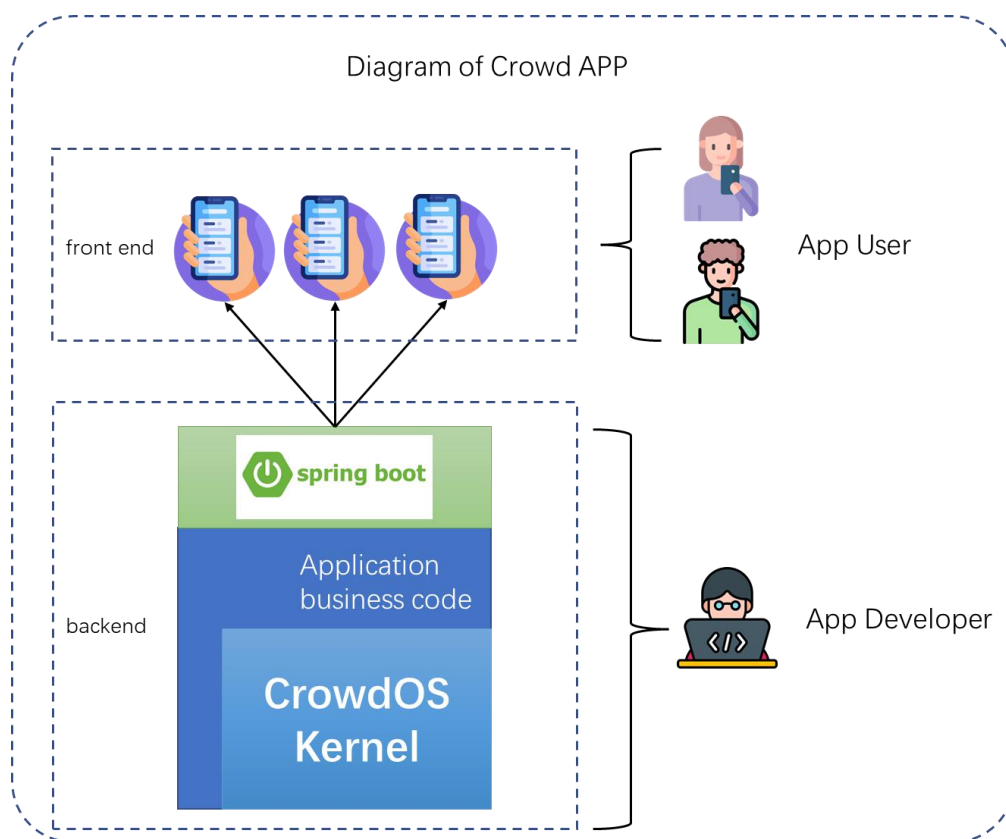 Diagram of Crowd APP
front end
App User
spring boot
Application
business code
backend
App Developer
</>
CrowdOS
Kernel